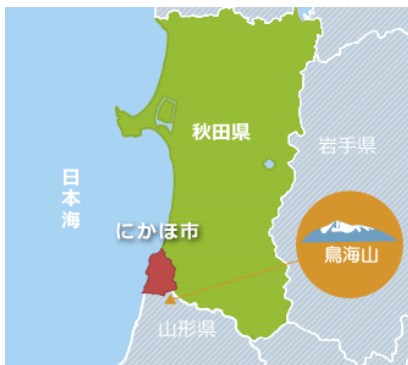 秋田県
岩手県
日本海
にかほ市
鳥海山
山形県